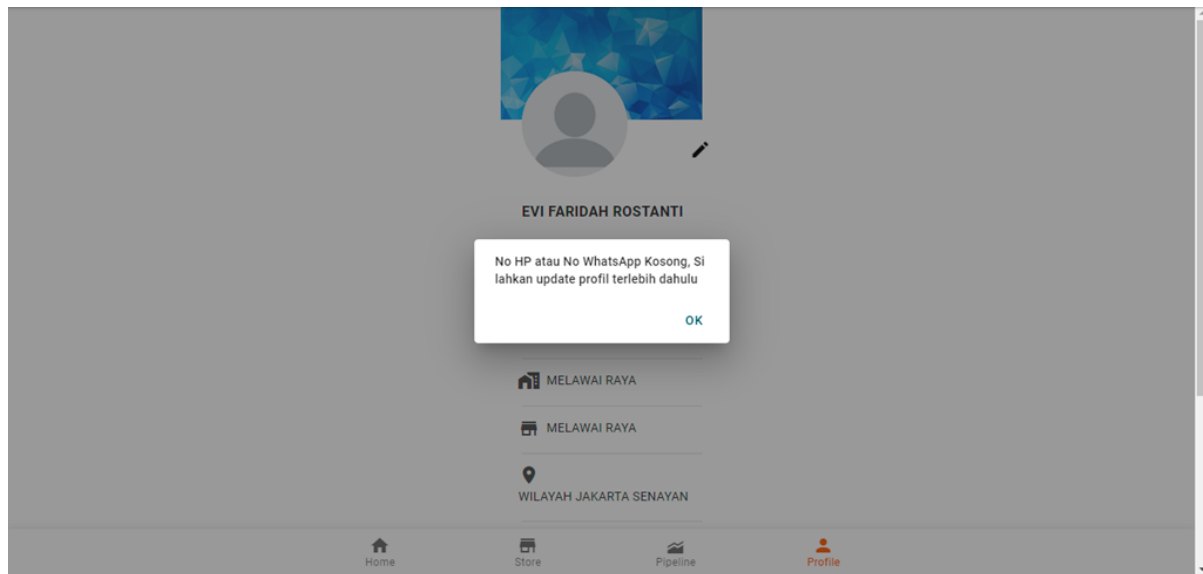 EVI FARIDAH ROSTANTI
No HP atau No WhatsApp Kosong, Si
lahkan update profil terlebih dahulu
OK
MELAWAI RAYA
MELAWAI RAYA
WILAYAH JAKARTA SENAYAN
Home
Store
Pipeline
Profile